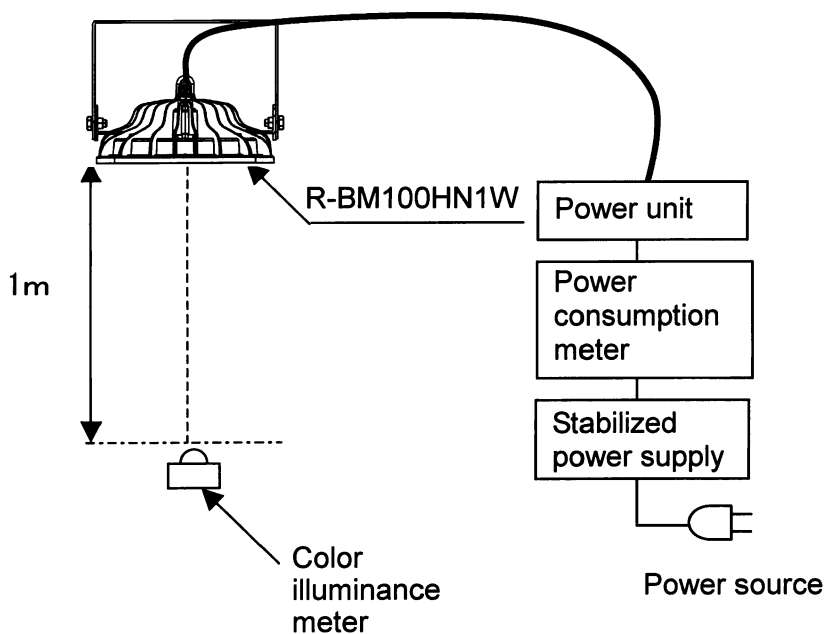 R-BM100HN1W
Power unit
1m
Power
consumption
meter
Stabilized
power supply
Color
illuminance
meter
Power source